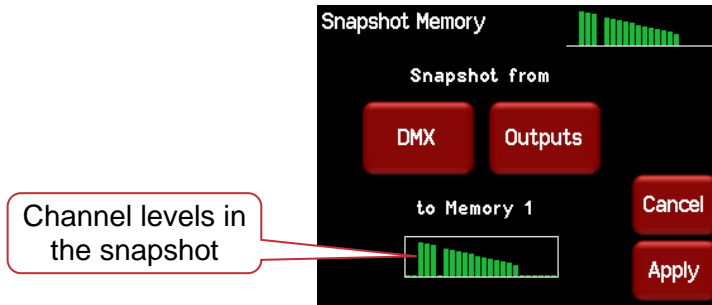 Snapshot Memory
Snapshot from
DMX
Outputs
Channel levels in
the snapshot
to Memory 1
Cancel
Apply